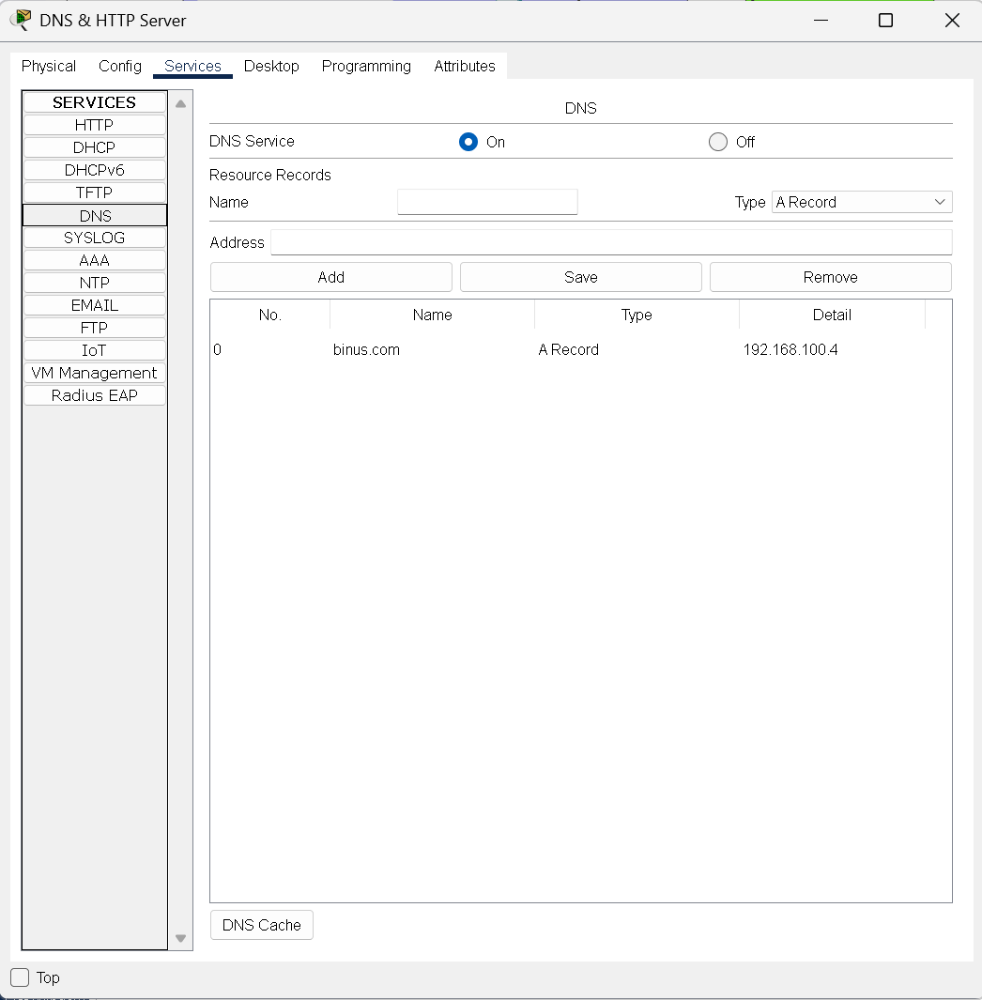 DNS & HTTP Server
Physical Config Services Desktop Programming Attributes
SERVICES
HTTP
DHCP
DHCPv6
TFTP
DNS
SYSLOG
AAA
NTP
EMAIL
FTP
IoT
VM Management
Radius EAP
DNS
DNS Service On Off
Resource Records
Name Type A Record
Address
Add Save Remove
No. Name Type Detail
0 binus.com A Record 192.168.100.4
DNS Cache
Top